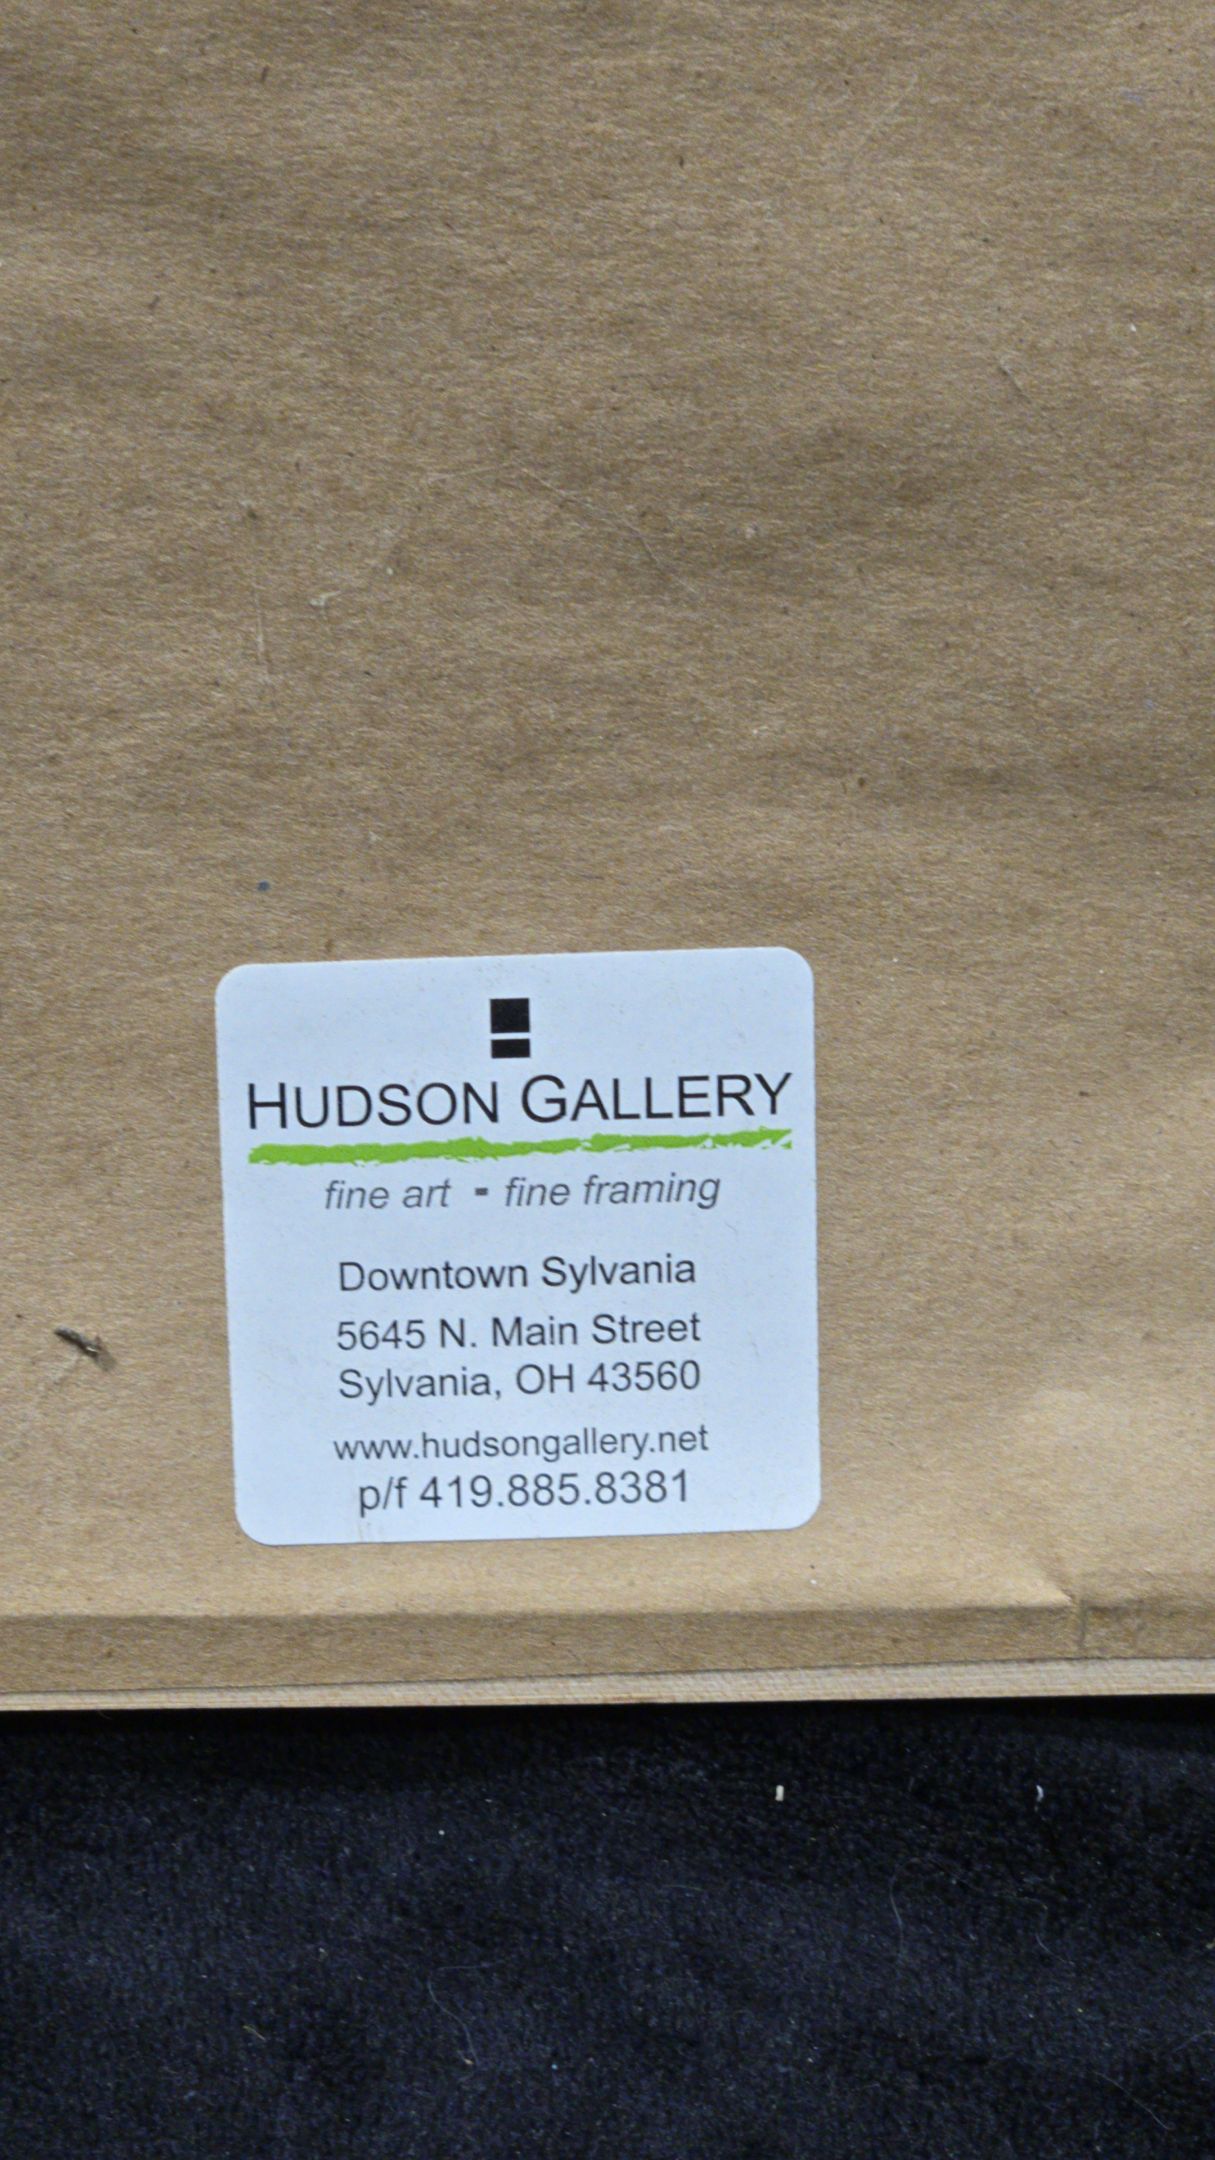 HUDSON GALLERY
fine art - fine framing
Downtown Sylvania
5645 N. Main Street
Sylvania, OH 43560
www.hudsongallery.net
p/f 419.885.8381